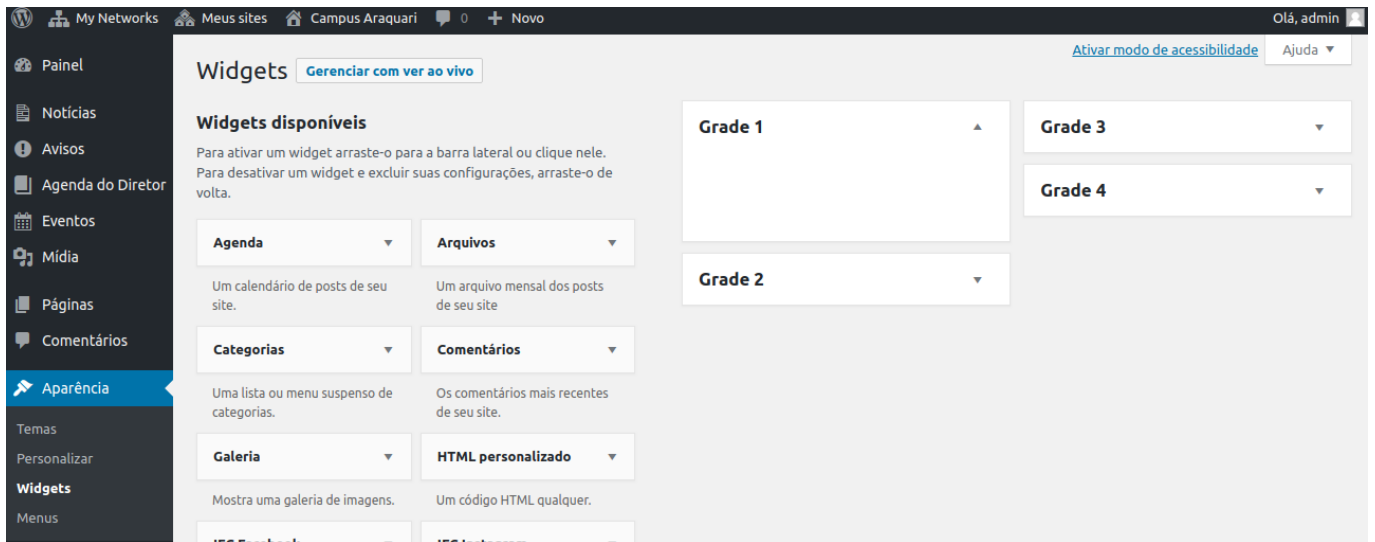 My Networks Meus sites Campus Araquari 0 Novo Olá, admin
Painel
Notícias
Avisos
Agenda do Diretor
Eventos
Mídia
Páginas
Comentários
Aparência
Temas
Personalizar
Widgets
Menus
Ativar modo de acessibilidade Ajuda ▼
Widgets Gerenciar com ver ao vivo
Widgets disponíveis
Para ativar um widget arraste-o para a barra lateral ou clique nele.
Para desativar um widget e excluir suas configurações, arraste-o de
volta.
Agenda
Um calendário de posts de seu
site.
Arquivos
Um arquivo mensal dos posts
de seu site
Categorias
Uma lista ou menu suspenso de
categorias.
Comentários
Os comentários mais recentes
de seu site.
Galeria
Mostra uma galeria de imagens.
HTML personalizado
Um código HTML qualquer.
Grade 1
Grade 2
Grade 3
Grade 4